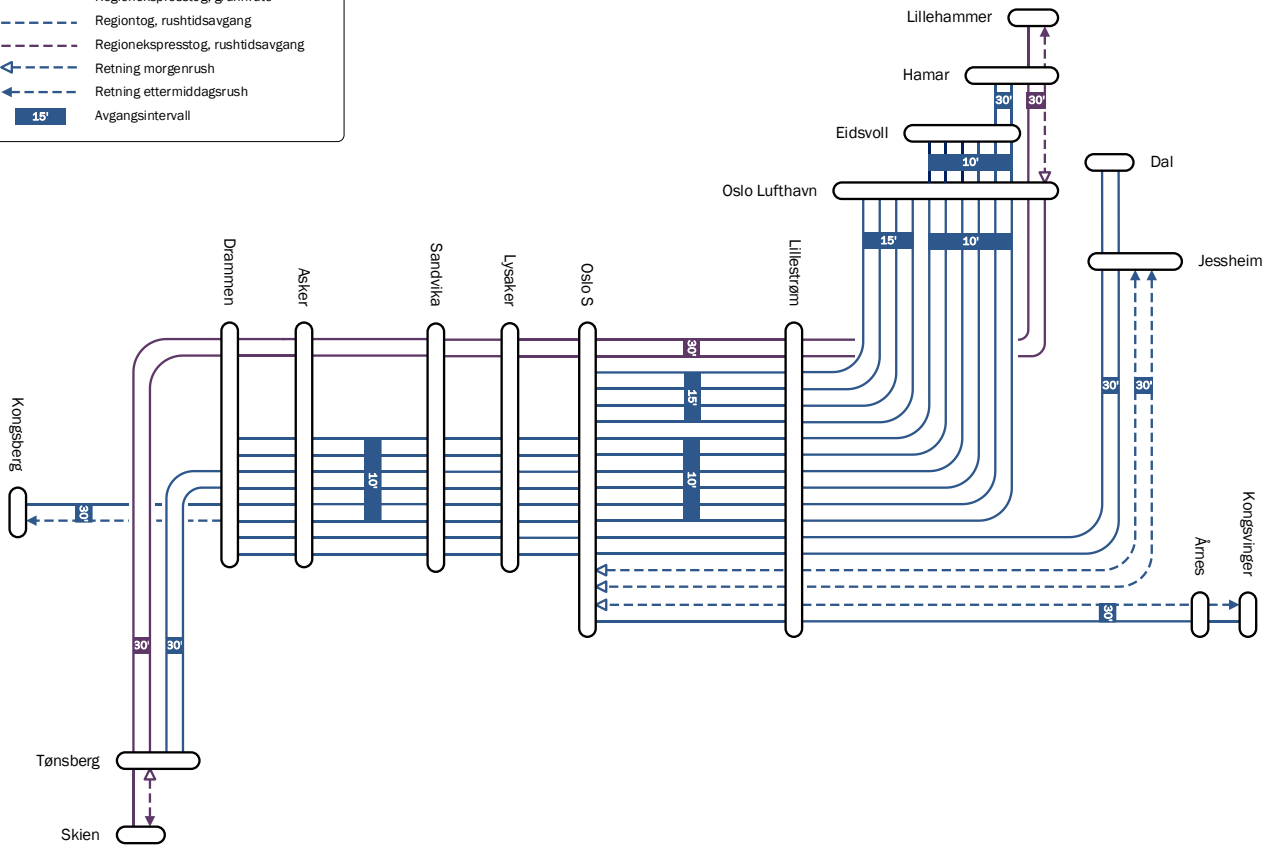 Regiontog, rushtidsavgang
Regionekspresstog, rushtidsavgang
Retning morgenrush
Retning ettermiddagsrush
15' Avgangsintervall
Lillehammer
Hamar
30' 30'
Eidsvoll
10'
Dal
Oslo Lufthavn
15' 10'
Jessheim
Drammen
Asker
Sandvika
Lysaker
Oslo S
Lillestrøm
30'
15'
30' 30'
Kongsberg
10'
10'
30'
Kongsvinger
Årnes
30'
30' 30'
Tønsberg
Skien